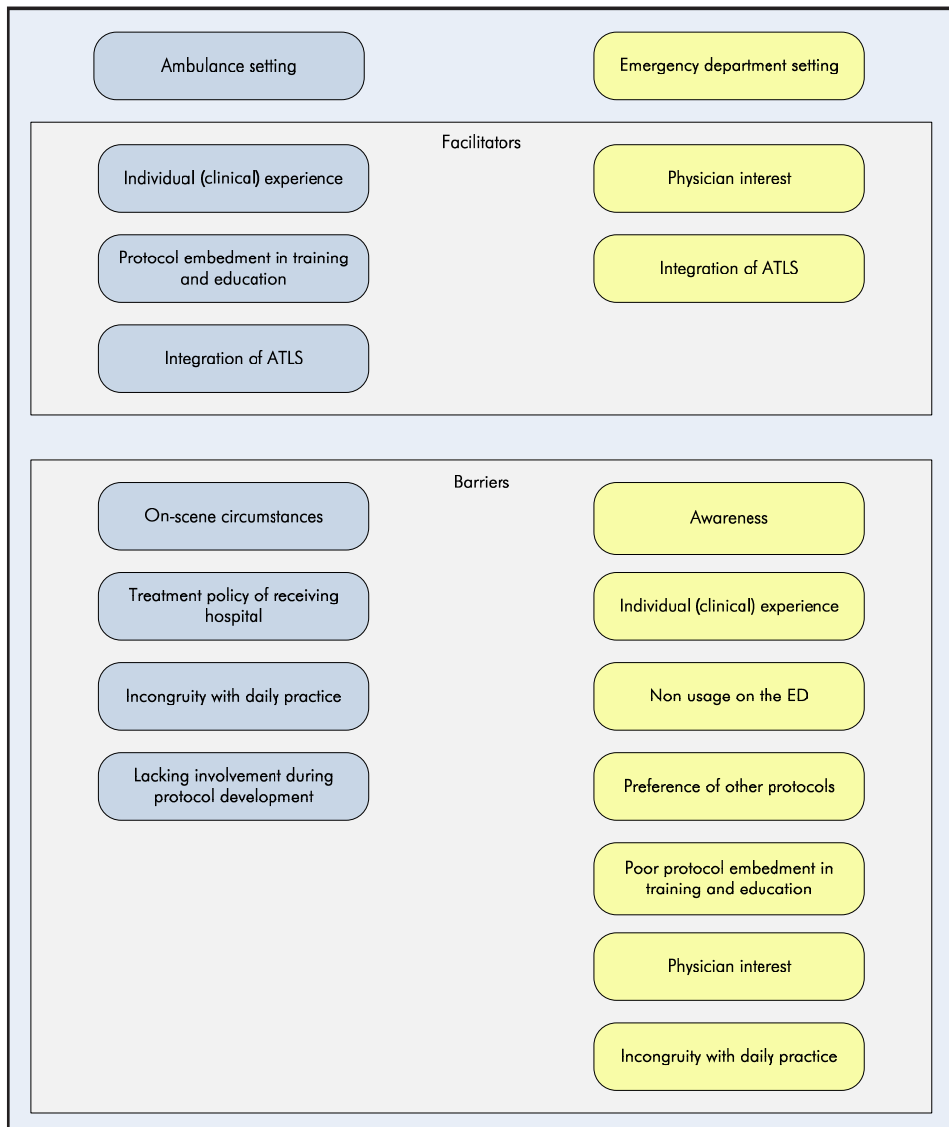 Ambulance setting
Emergency department setting
Facilitators
Individual (clinical) experience
Physician interest
Protocol embedment in training
and education
Integration of ATLS
Integration of ATLS
Barriers
On-scene circumstances
Awareness
Treatment policy of receiving
hospital
Individual (clinical) experience
Incongruity with daily practice
Non usage on the ED
Lacking involvement during
protocol development
Preference of other protocols
Poor protocol embedment in
training and education
Physician interest
Incongruity with daily practice